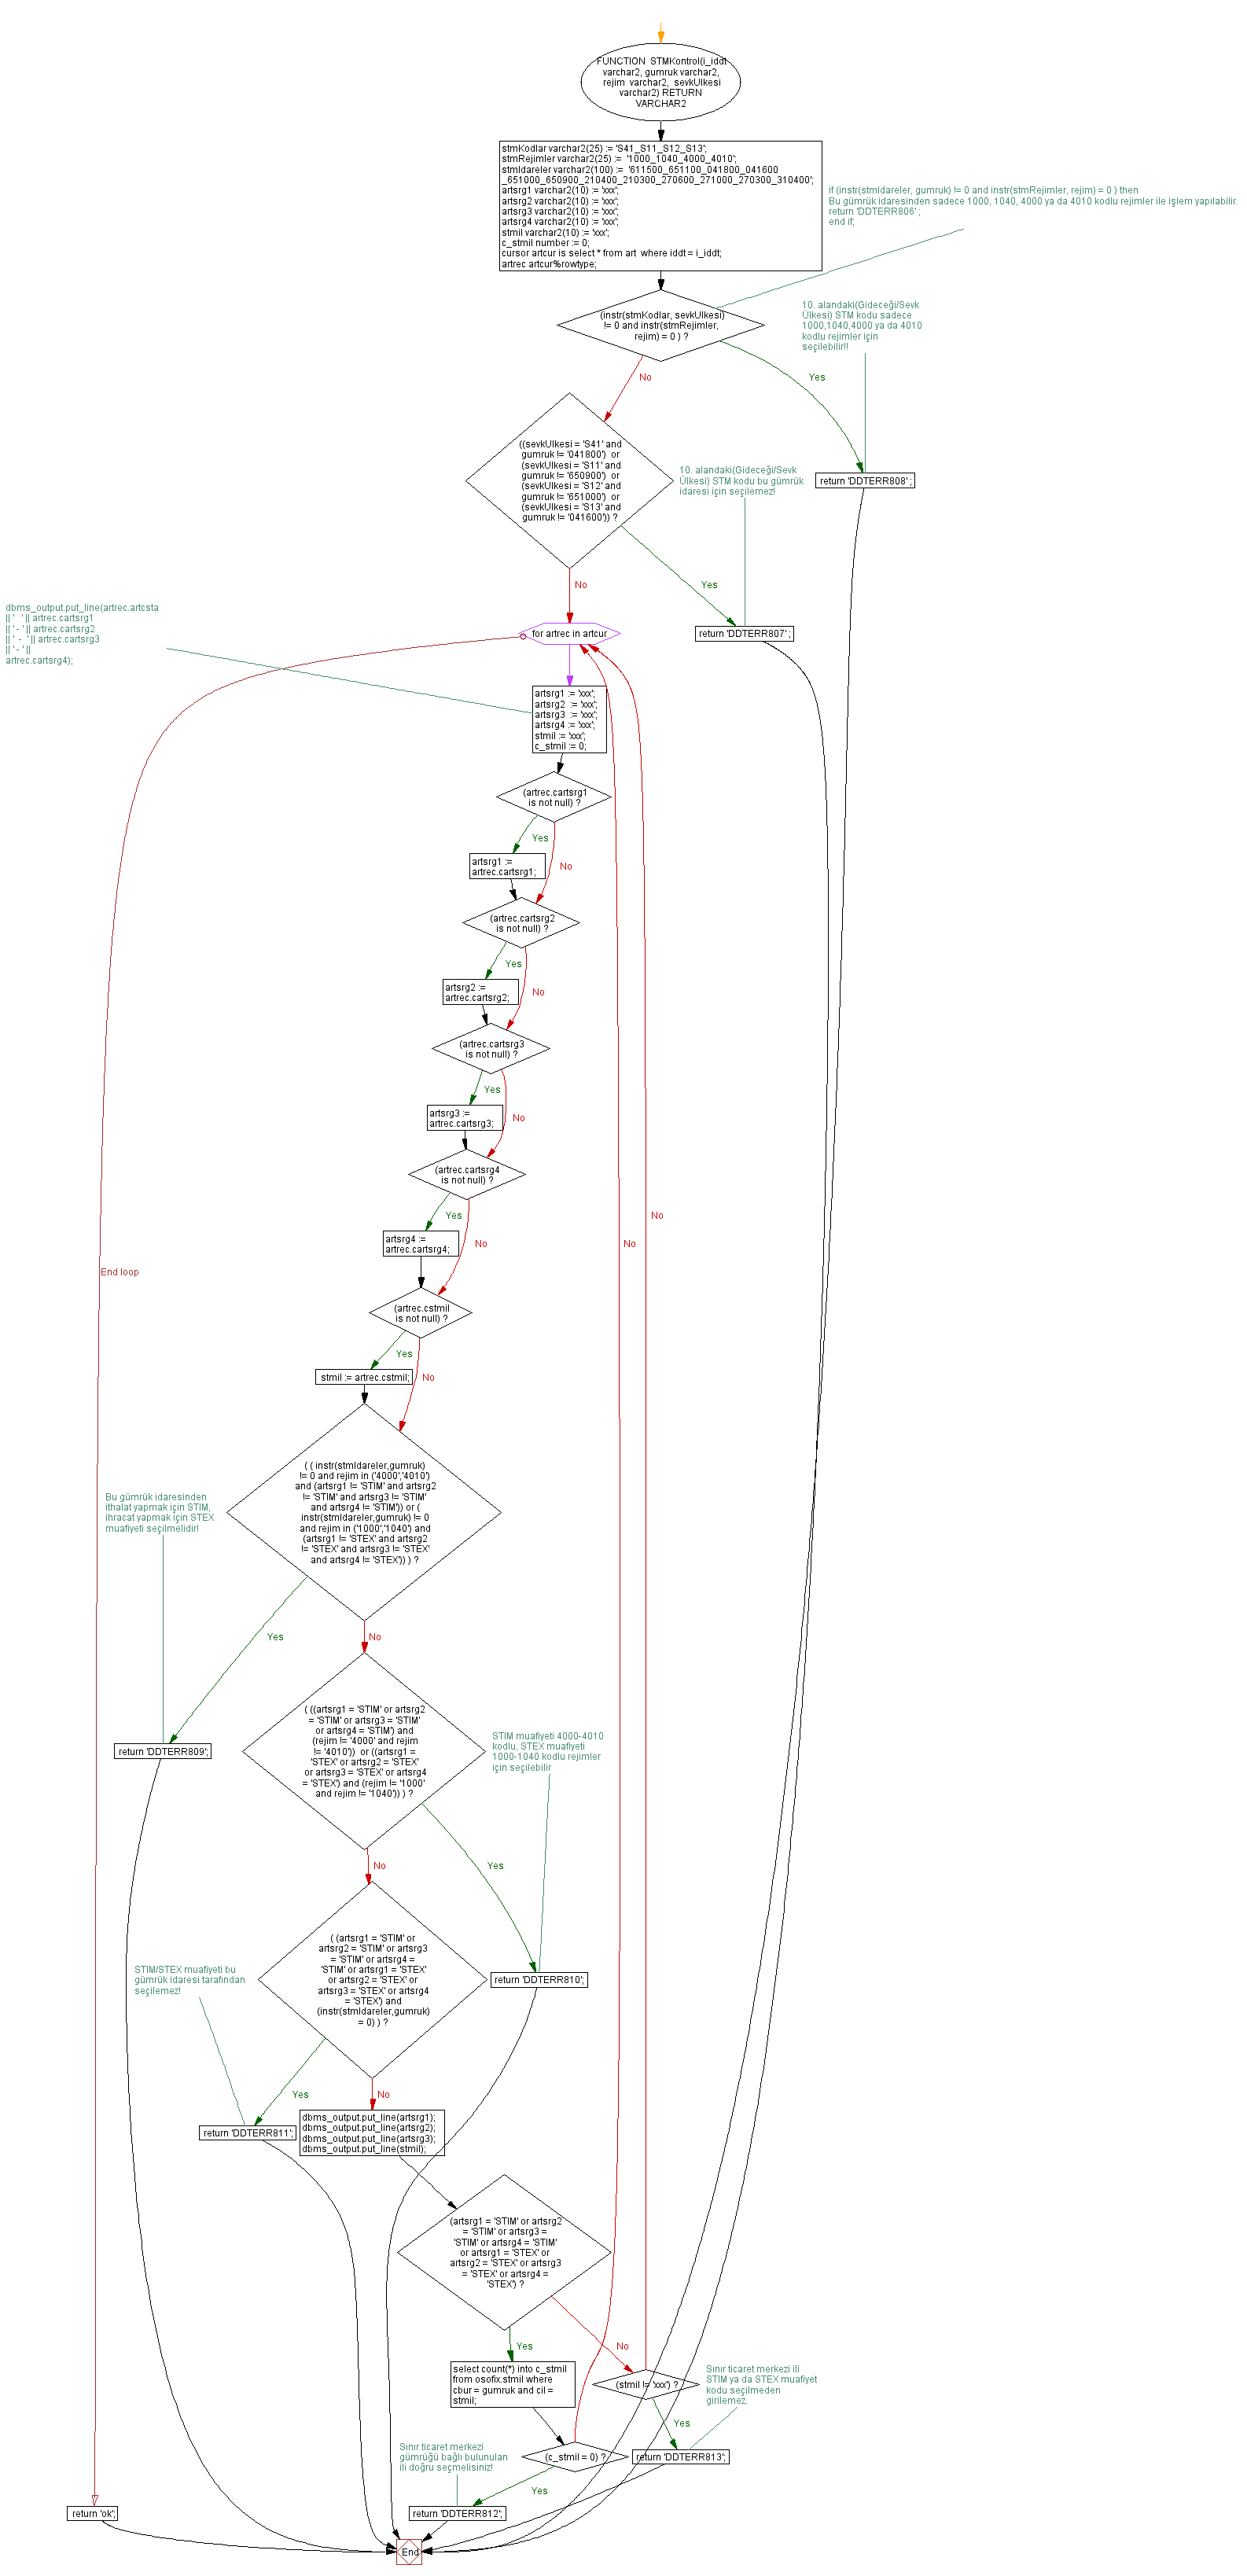 FUNCTION  STMKontrol(i_iddt
varchar2, gumruk varchar2,
rejim  varchar2,  sevkUlkesi
varchar2) RETURN
VARCHAR2
stmKodlar varchar2(25) := 'S41_S11_S12_S13';
stmRejimler varchar2(25) :=  '1000_1040_4000_4010';
stmIdareler varchar2(100) :=  '611500_651100_041800_041600
_651000_650900_210400_210300_270600_271000_270300_310400';
artsrg1 varchar2(10) := 'xxx';
artsrg2 varchar2(10) := 'xxx';
artsrg3 varchar2(10) := 'xxx';
artsrg4 varchar2(10) := 'xxx';
stmil varchar2(10) := 'xxx';
c_stmil number := 0;
cursor artcur is select * from art  where iddt = i_iddt;
artrec artcur%rowtype;
if (instr(stmIdareler, gumruk) != 0 and instr(stmRejimler, rejim) = 0 ) then
Bu gümrük idaresinden sadece 1000, 1040, 4000 ya da 4010 kodlu rejimler ile işlem yapılabilir.
return 'DDTERR806' ;
end if;
(instr(stmKodlar, sevkUlkesi)
!= 0 and instr(stmRejimler,
rejim) = 0 ) ?
10. alandaki(Gideceği/Sevk
Ülkesi) STM kodu sadece
1000,1040,4000 ya da 4010
kodlu rejimler için
seçilebilir!!
No
Yes
((sevkUlkesi = 'S41' and
gumruk != '041800')  or
(sevkUlkesi = 'S11' and
gumruk != '650900')  or
(sevkUlkesi = 'S12' and
gumruk != '651000')  or
(sevkUlkesi = 'S13' and
gumruk != '041600')) ?
10. alandaki(Gideceği/Sevk
Ülkesi) STM kodu bu gümrük
idaresi için seçilemez!
return 'DDTERR808' ;
No
Yes
dbms_output.put_line(artrec.artcsta
|| '   ' || artrec.cartsrg1
|| ' - ' || artrec.cartsrg2
|| ' -  ' || artrec.cartsrg3
|| ' - ' ||
artrec.cartsrg4);
for artrec in artcur
return 'DDTERR807' ;
artsrg1 := 'xxx';
artsrg2  := 'xxx';
artsrg3  := 'xxx';
artsrg4 := 'xxx';
stmil := 'xxx';
c_stmil := 0;
(artrec.cartsrg1
is not null) ?
Yes
No
artsrg1 :=
artrec.cartsrg1;
(artrec.cartsrg2
is not null) ?
Yes
No
artsrg2 :=
artrec.cartsrg2;
(artrec.cartsrg3
is not null) ?
Yes
No
artsrg3 :=
artrec.cartsrg3;
(artrec.cartsrg4
is not null) ?
Yes
No
No
No
artsrg4 :=
artrec.cartsrg4;
End loop
(artrec.cstmil
is not null) ?
Yes
No
stmil := artrec.cstmil;
( ( instr(stmIdareler,gumruk)
!= 0 and rejim in ('4000','4010')
and (artsrg1 != 'STIM' and artsrg2
!= 'STIM' and artsrg3 != 'STIM'
and artsrg4 != 'STIM')) or (
instr(stmIdareler,gumruk) != 0
and rejim in ('1000','1040') and
(artsrg1 != 'STEX' and artsrg2
!= 'STEX' and artsrg3 != 'STEX'
and artsrg4 != 'STEX')) ) ?
Bu gümrük idaresinden
ithalat yapmak için STIM,
ihracat yapmak için STEX
muafiyeti seçilmelidir!
Yes
No
( ((artsrg1 = 'STIM' or artsrg2
= 'STIM' or artsrg3 = 'STIM'
or artsrg4 = 'STIM') and
(rejim != '4000' and rejim
!= '4010'))  or ((artsrg1 =
'STEX' or artsrg2 = 'STEX'
or artsrg3 = 'STEX' or artsrg4
= 'STEX') and (rejim != '1000'
and rejim != '1040')) ) ?
STIM muafiyeti 4000-4010
kodlu, STEX muafiyeti
1000-1040 kodlu rejimler
için seçilebilir
return 'DDTERR809';
No
Yes
( (artsrg1 = 'STIM' or
artsrg2 = 'STIM' or artsrg3
= 'STIM' or artsrg4 =
'STIM' or artsrg1 = 'STEX'
or artsrg2 = 'STEX' or
artsrg3 = 'STEX' or artsrg4
= 'STEX') and
(instr(stmIdareler,gumruk)
= 0) ) ?
STIM/STEX muafiyeti bu
gümrük idaresi tarafından
seçilemez!
return 'DDTERR810';
Yes
No
return 'DDTERR811';
dbms_output.put_line(artsrg1);
dbms_output.put_line(artsrg2);
dbms_output.put_line(artsrg3);
dbms_output.put_line(stmil);
(artsrg1 = 'STIM' or artsrg2
= 'STIM' or artsrg3 =
'STIM' or artsrg4 = 'STIM'
or artsrg1 = 'STEX' or
artsrg2 = 'STEX' or artsrg3
= 'STEX' or artsrg4 =
'STEX') ?
Yes
No
select count(*) into c_stmil
from osofix.stmil where
cbur = gumruk and cil =
stmil;
(stmil != 'xxx') ?
Sınır ticaret merkezi ili
STIM ya da STEX muafiyet
kodu seçilmeden
girilemez.
Yes
Sınır ticaret merkezi
gümrüğü bağlı bulunulan
ili doğru seçmelisiniz!
(c_stmil = 0) ?
return 'DDTERR813';
Yes
return 'ok';
return 'DDTERR812';
End